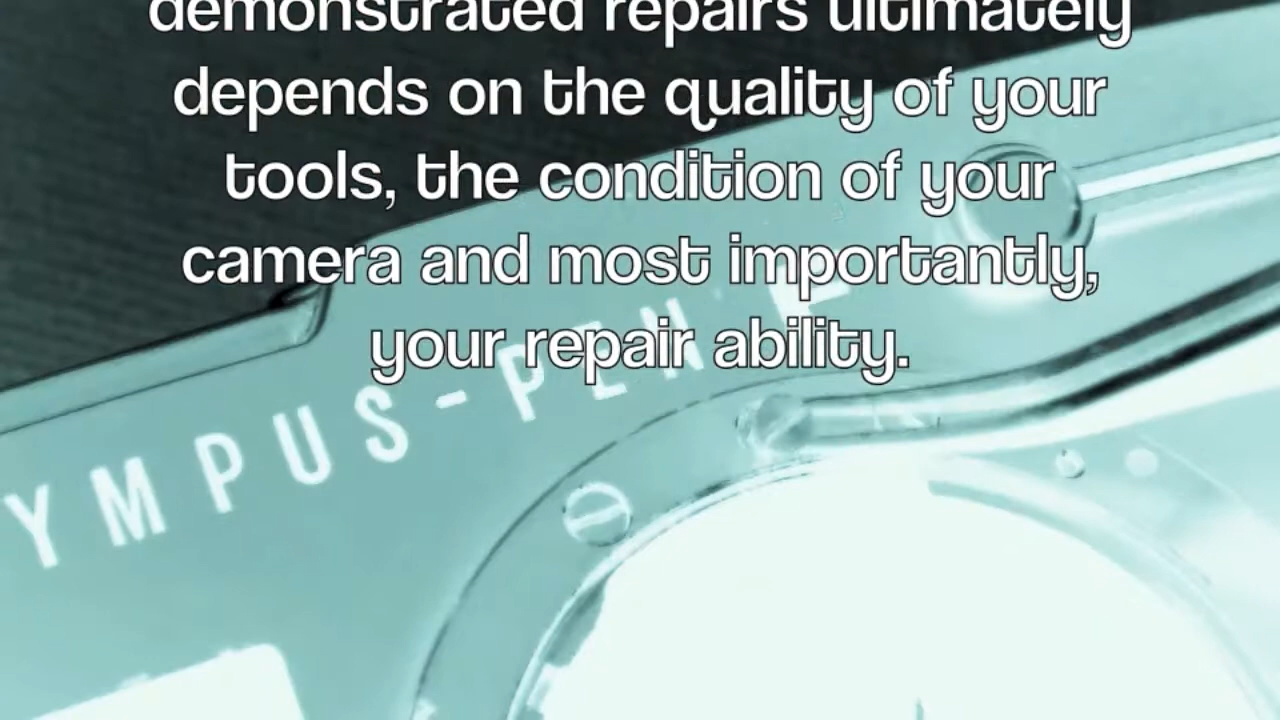 demonstrated repairs ultimately
depends on the quality of your
tools, the condition of your
camera and most importantly,
your repair ability.
YMPUS-PEN F